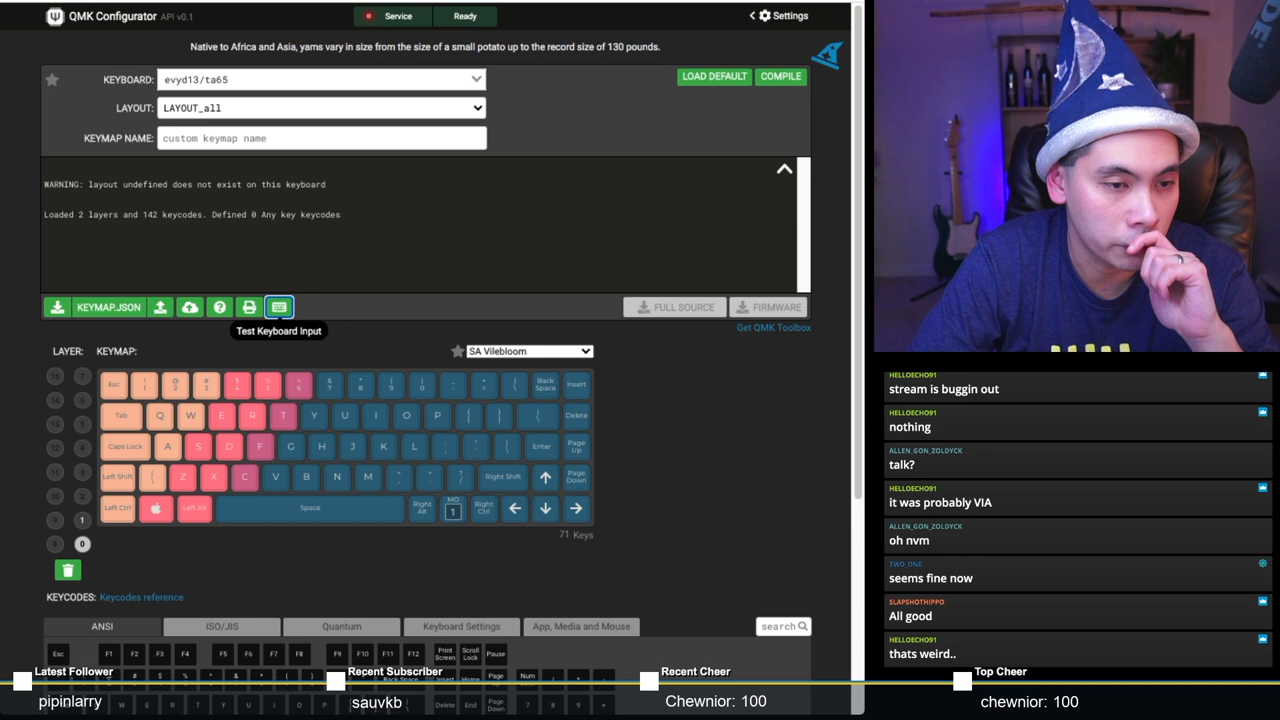 QMK Configurator API v0.1
Service
Ready
Settings
Native to Africa and Asia, yams vary in size from the size of a small potato up to the record size of 130 pounds.
KEYBOARD:
evyd13/ta65
LOAD DEFAULT
COMPILE
LAYOUT:
LAYOUT_all
KEYMAP NAME:
custom keymap name
WARNING: layout undefined does not exist on this keyboard
Loaded 2 layers and 142 keycodes. Defined 0 Any key keycodes
KEYMAP.JSON
FULL SOURCE
FIRMWARE
Test Keyboard Input
Get QMK Toolbox
LAYER:
KEYMAP:
SA Vilebloom
Esc
Back Space
Insert
Tab Q W E R T Y U I O P
Delete
Caps Lock A S D F G H J K L
Enter
Page Up
Left Shift
Z X C V B N M
Right Shift
Page Down
Left Ctrl
Left Alt
Space
Right Alt
MO
1
Right Ctrl
71 Keys
1
0
KEYCODES: Keycodes reference
ANSI
ISO/JIS
Quantum
Keyboard Settings
App, Media and Mouse
search
Esc F1 F2 F3 F4 F5 F6 F7 F8 F9 F10 F11 F12
Print Screen
Scroll Lock
Pause
Latest Follower
pipinlarry
Recent Subscriber
sauvkb
Recent Cheer
Chewnior: 100
Top Cheer
chewnior: 100
HELLOECHO91
stream is buggin out
HELLOECHO91
nothing
ALLEN_GON_ZOLDYCK
talk?
HELLOECHO91
it was probably VIA
ALLEN_GON_ZOLDYCK
oh nvm
TWO_ONE
seems fine now
SLAPSHOTHIPPO
All good
HELLOECHO91
thats weird..